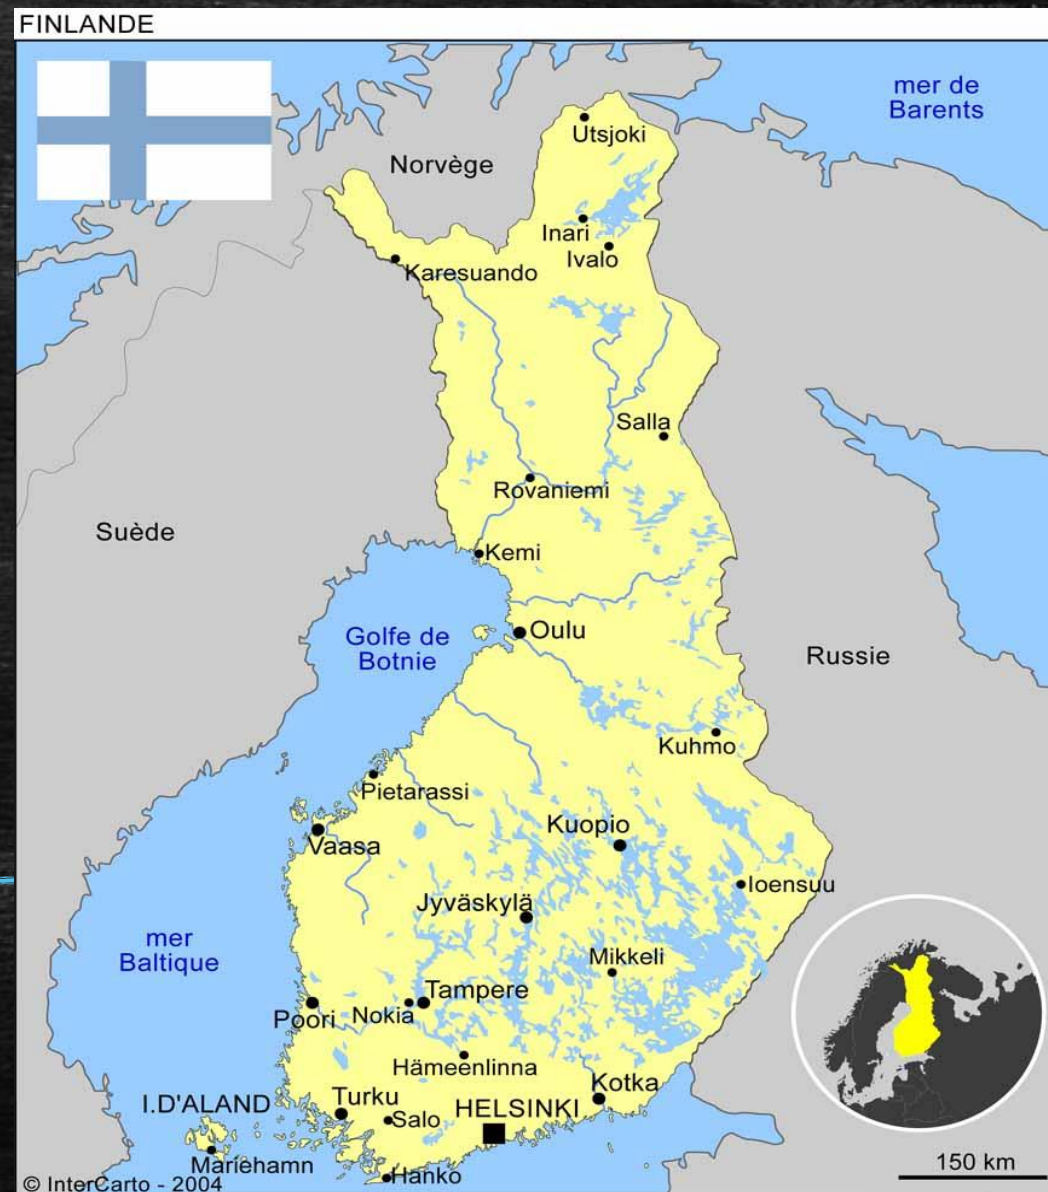 FINLANDE
mer de
Barents
Utsjoki
Norvège
Inari
Ivalo
Karesuando
Salla
Rovaniemi
Suède
Kemi
Oulu
Golfe de
Botnie
Russie
Kuhmo
Pietarassi
Kuopio
Vaasa
Ioensuu
Jyväskylä
mer
Baltique
Mikkeli
Tampere
Nokia
Poori
Hämeenlinna
Kotka
Turku
I.D'ALAND
Salo
HELSINKI
Mariehamn
Hanko
150 km
© InterCarto - 2004